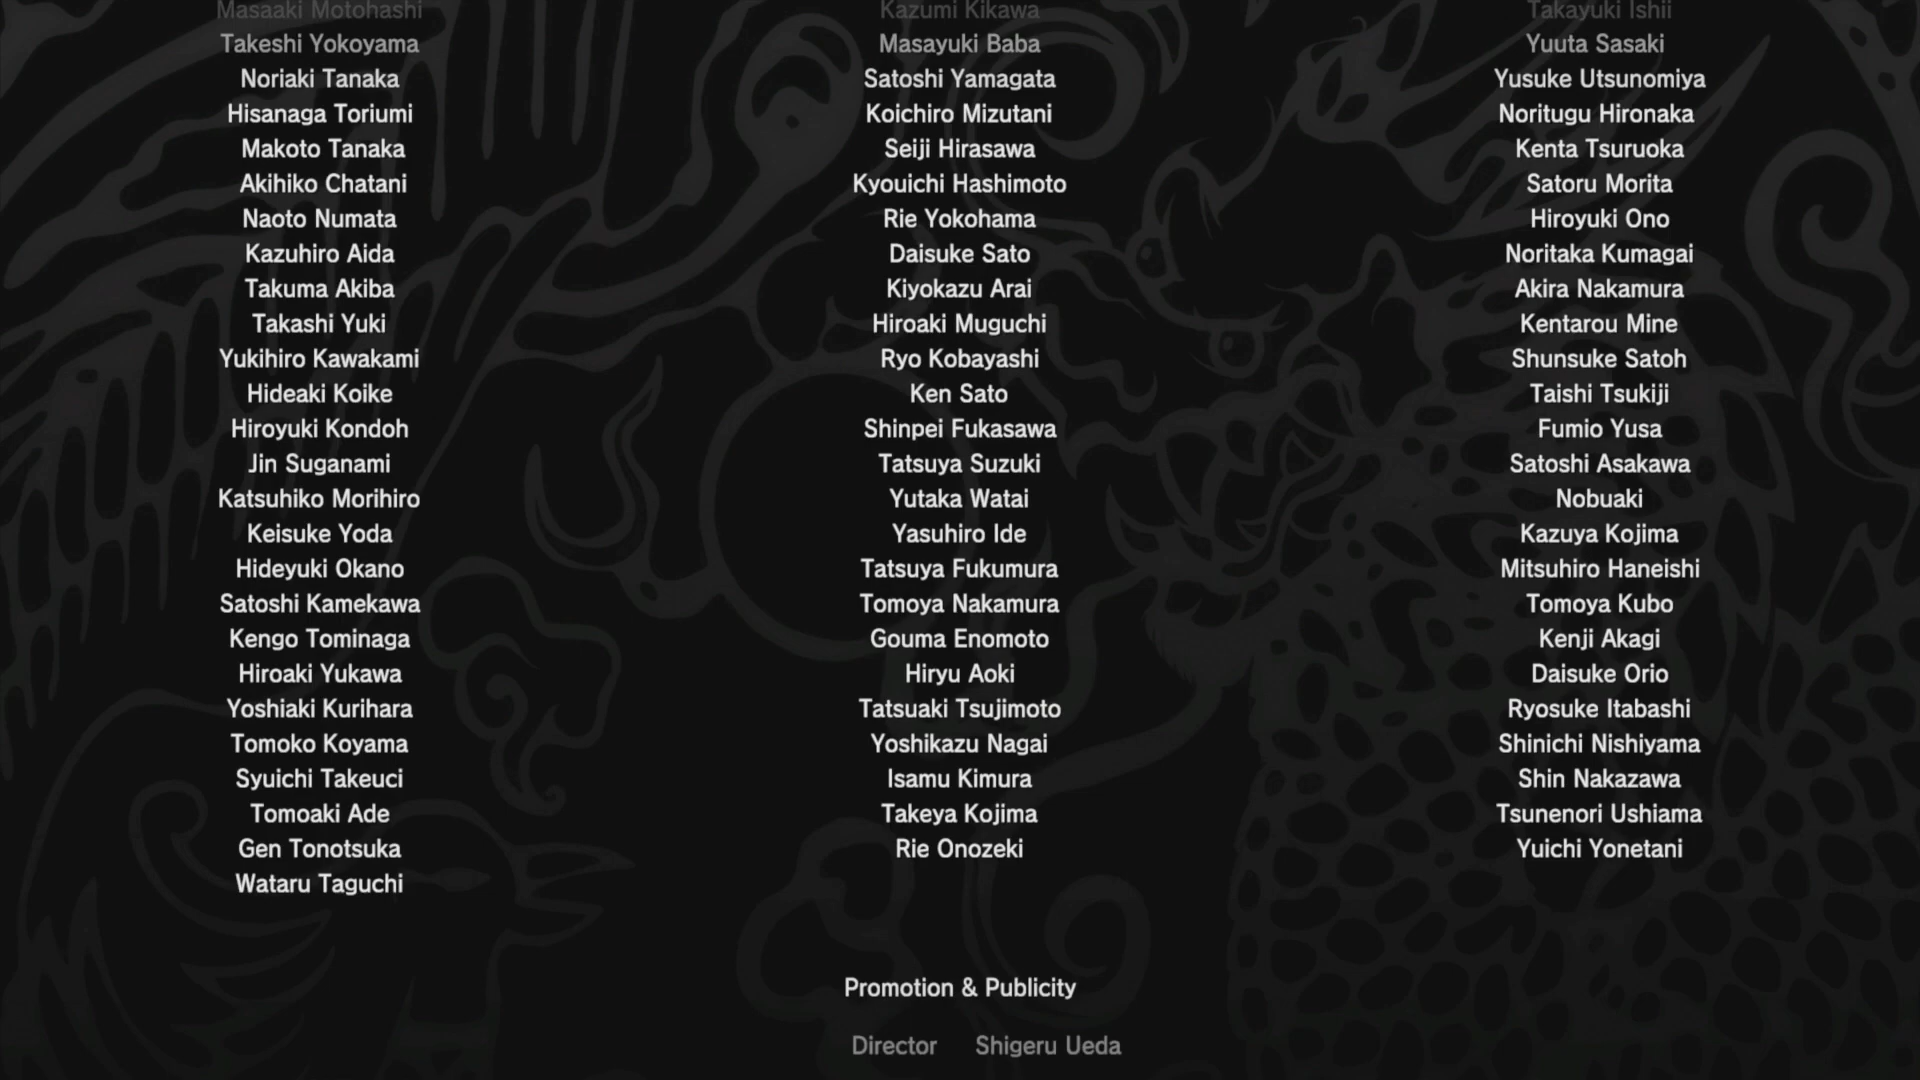 Masaaki Motohashi
Takeshi Yokoyama
Noriaki Tanaka
Hisanaga Toriumi
Makoto Tanaka
Akihiko Chatani
Naoto Numata
Kazuhiro Aida
Takuma Akiba
Takashi Yuki
Yukihiro Kawakami
Hideaki Koike
Hiroyuki Kondoh
Jin Suganami
Katsuhiko Morihiro
Keisuke Yoda
Hideyuki Okano
Satoshi Kamekawa
Kengo Tominaga
Hiroaki Yukawa
Yoshiaki Kurihara
Tomoko Koyama
Syuichi Takeuci
Tomoaki Ade
Gen Tonotsuka
Wataru Taguchi
Kazumi Kikawa
Masayuki Baba
Satoshi Yamagata
Koichiro Mizutani
Seiji Hirasawa
Kyouichi Hashimoto
Rie Yokohama
Daisuke Sato
Kiyokazu Arai
Hiroaki Muguchi
Ryo Kobayashi
Ken Sato
Shinpei Fukasawa
Tatsuya Suzuki
Yutaka Watai
Yasuhiro Ide
Tatsuya Fukumura
Tomoya Nakamura
Gouma Enomoto
Hiryu Aoki
Tatsuaki Tsujimoto
Yoshikazu Nagai
Isamu Kimura
Takeya Kojima
Rie Onozeki
Takayuki Ishii
Yuuta Sasaki
Yusuke Utsunomiya
Noritugu Hironaka
Kenta Tsuruoka
Satoru Morita
Hiroyuki Ono
Noritaka Kumagai
Akira Nakamura
Kentarou Mine
Shunsuke Satoh
Taishi Tsukiji
Fumio Yusa
Satoshi Asakawa
Nobuaki
Kazuya Kojima
Mitsuhiro Haneishi
Tomoya Kubo
Kenji Akagi
Daisuke Orio
Ryosuke Itabashi
Shinichi Nishiyama
Shin Nakazawa
Tsunenori Ushiama
Yuichi Yonetani
Promotion & Publicity
Director Shigeru Ueda